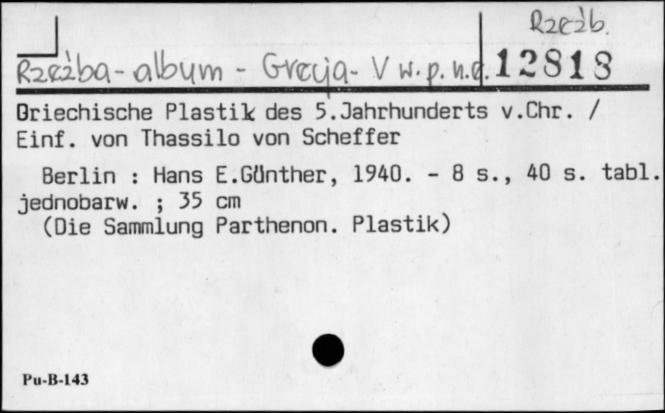 Rzeźb.
Rzeźba - album - Grecja - V w. p. n. e. 12818
Griechische Plastik des 5.Jahrhunderts v.Chr. /
Einf. von Thassilo von Scheffer
Berlin : Hans E.Günther, 1940. - 8 s., 40 s. tabl.
jednobarw. ; 35 cm
(Die Sammlung Parthenon. Plastik)
Pu-B-143